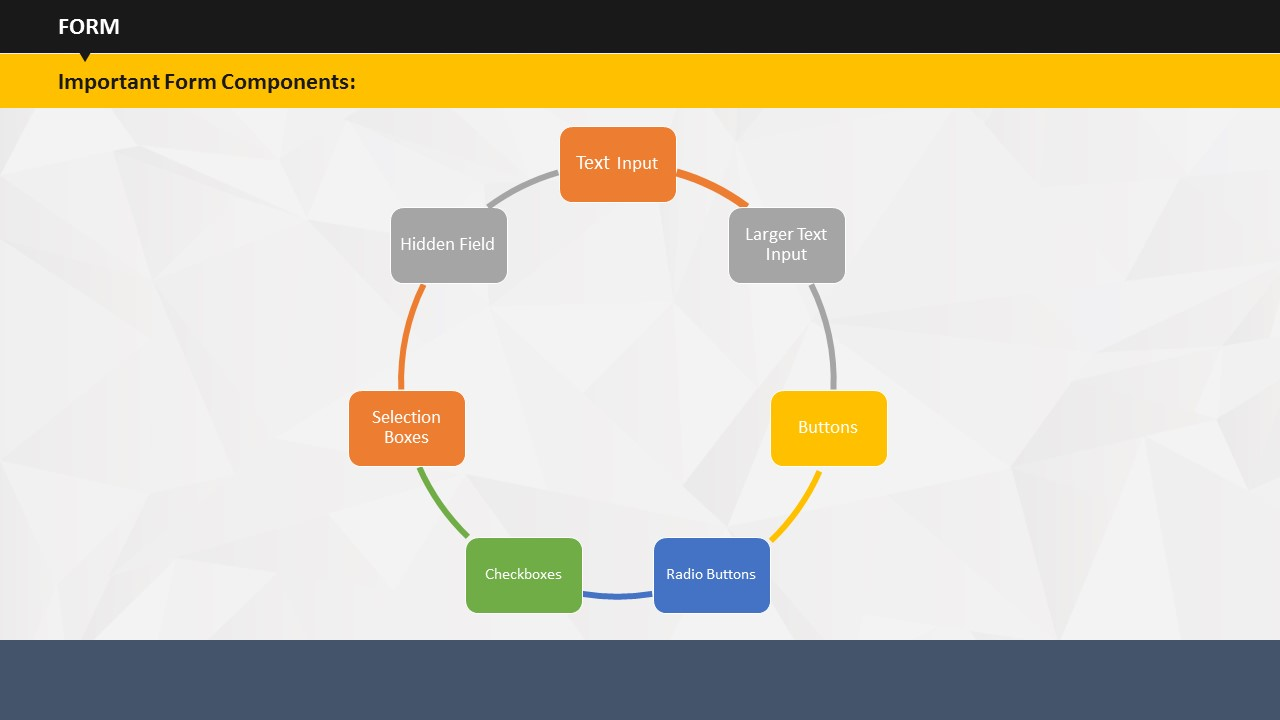 FORM
Important Form Components:
Text Input
Larger Text
Input
Buttons
Radio Buttons
Checkboxes
Selection
Boxes
Hidden Field